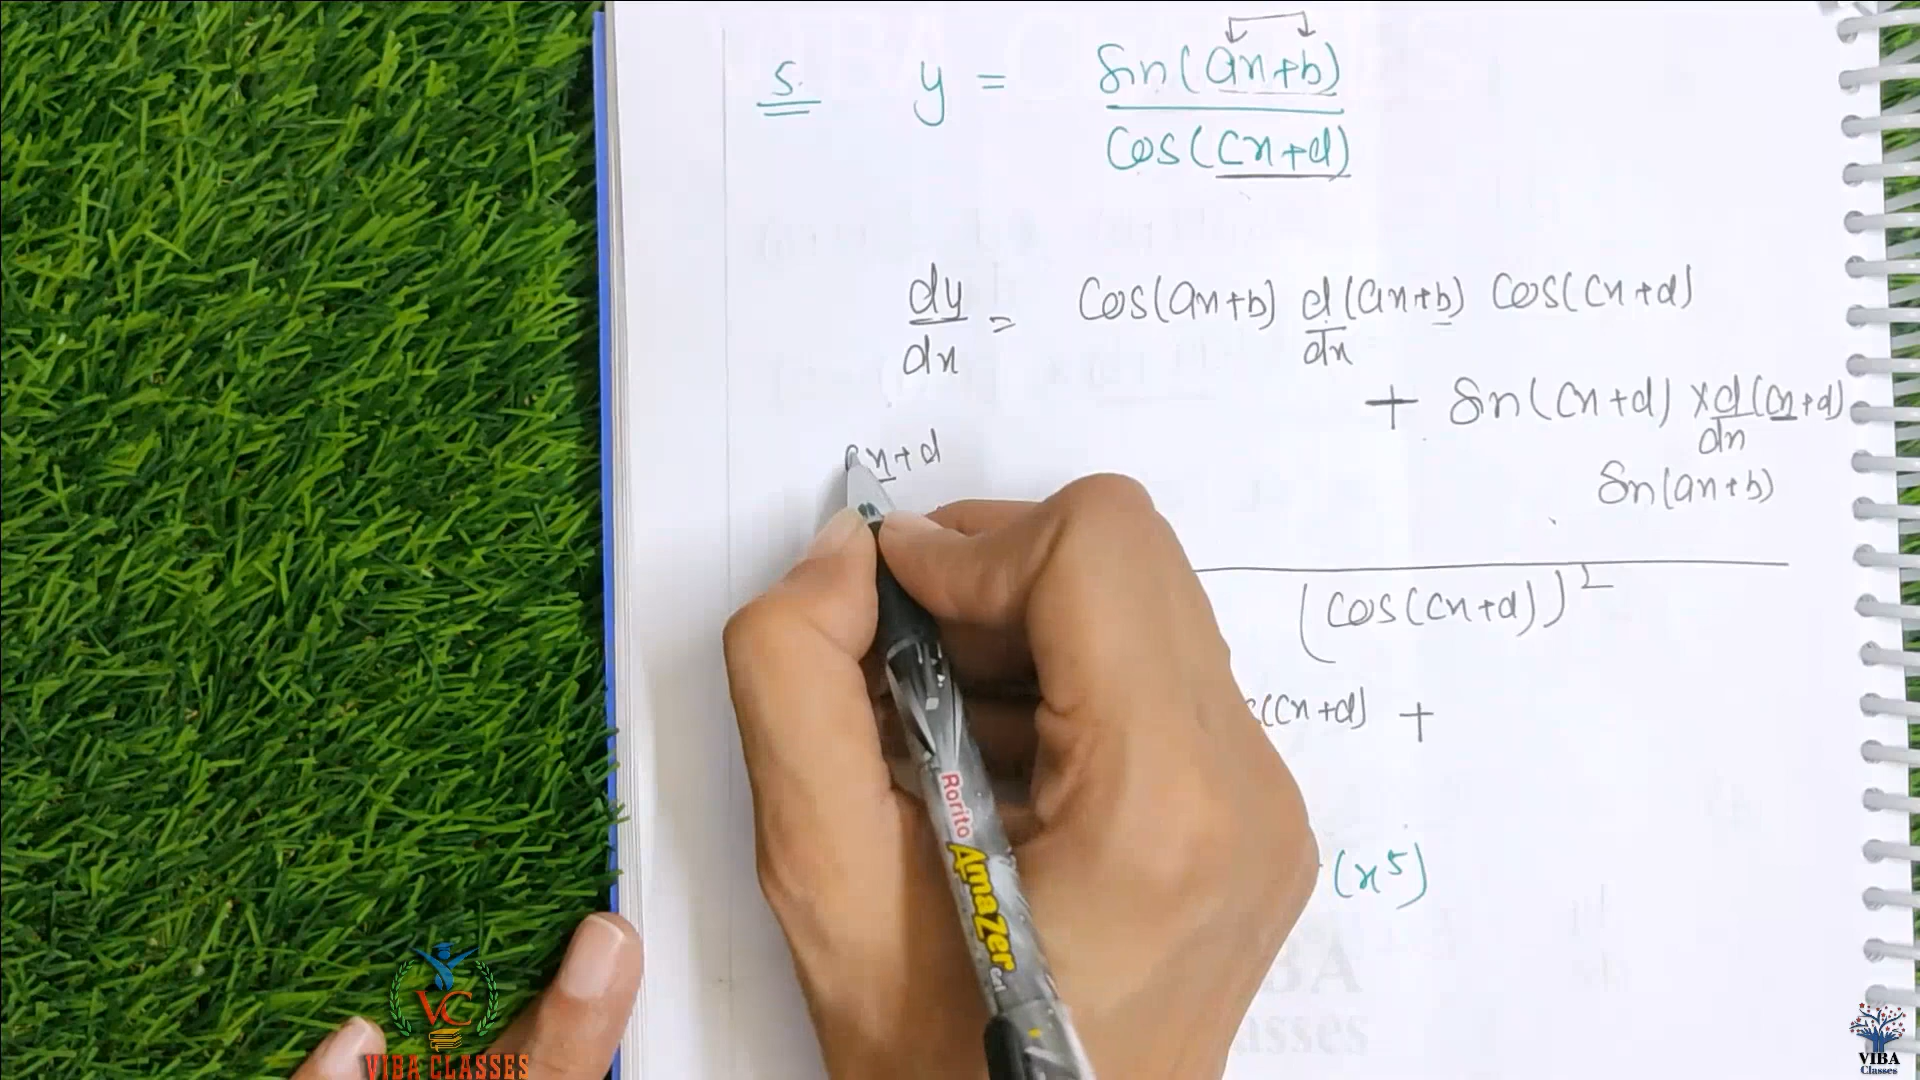 5. y = sin(ax+b)
cos(cx+d)
dy = cos(ax+b) d (ax+b) cos(cx+d)
dx dx
+ sin(cx+d) × d (cx+d)
dx
cx+d
sin(ax+b)
(cos(cx+d))²
(cx+d) +
(x⁵)
Rorito
AmaZer
VC
VIBA CLASSES
VIBA
Classes